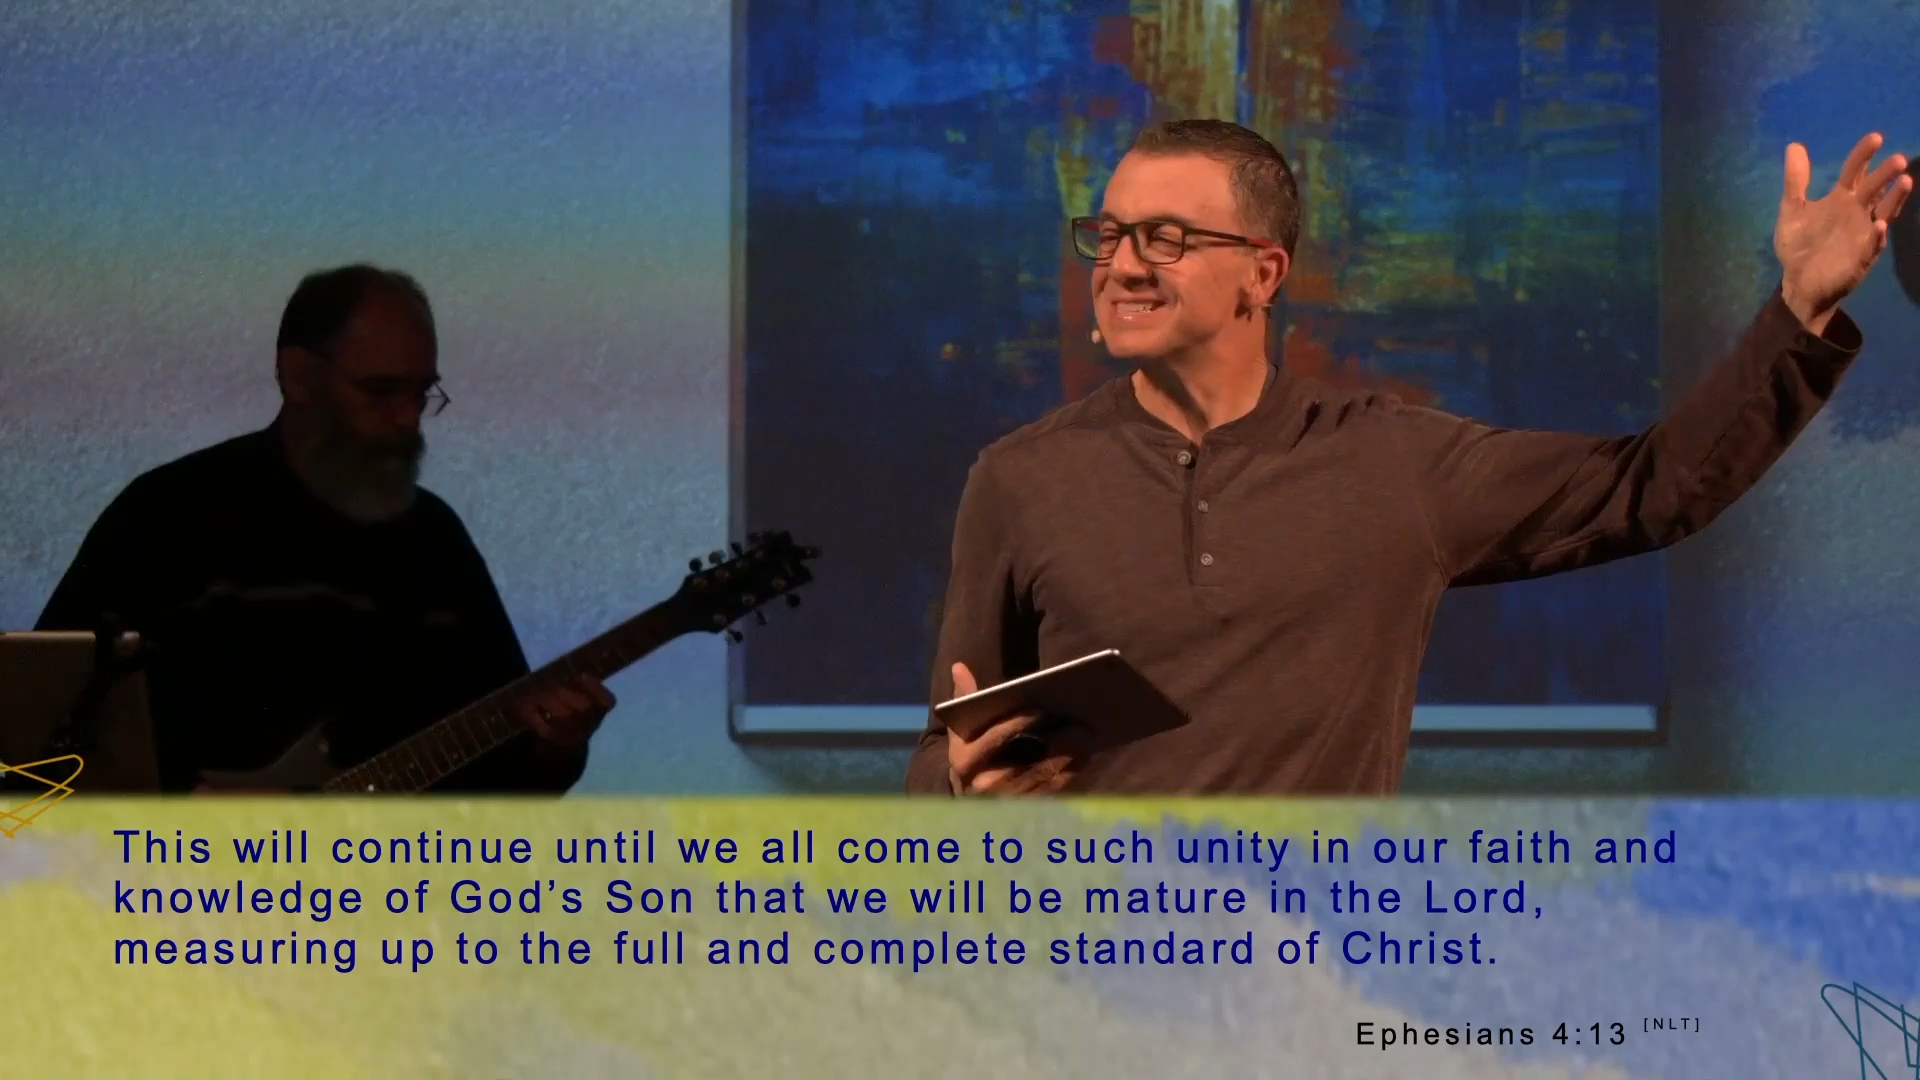 This will continue until we all come to such unity in our faith and
knowledge of God’s Son that we will be mature in the Lord,
measuring up to the full and complete standard of Christ.
Ephesians 4:13 [NLT]